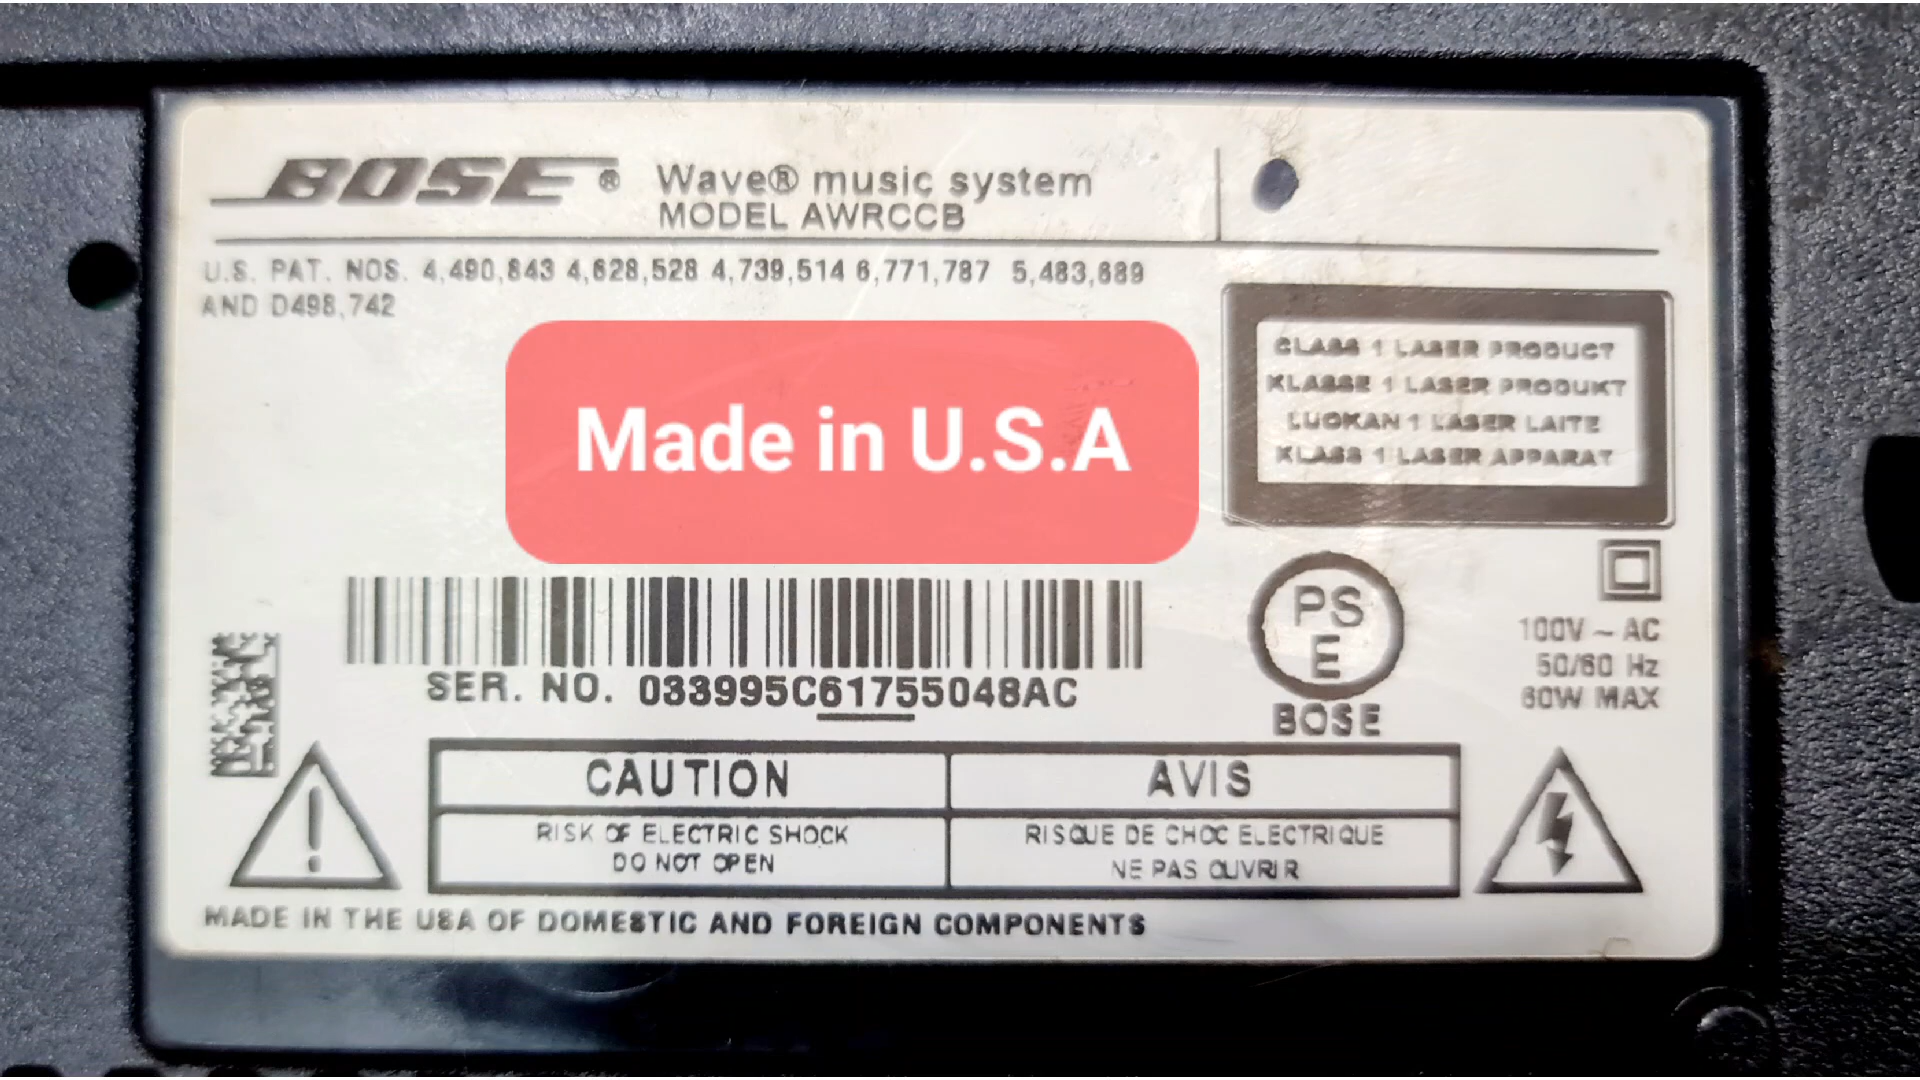 BOSE® Wave® music system
MODEL AWRCCB
U.S. PAT. NOS. 4,490,843 4,628,528 4,739,514 6,771,787 5,483,689
AND D498,742
Made in U.S.A
CLASS 1 LASER PRODUCT
KLASSE 1 LASER PRODUKT
LUOKAN 1 LASER LAITE
KLASS 1 LASER APPARAT
PS
E
BOSE
100V ~ AC
50/60 Hz
60W MAX
SER. NO. 033995C61755048AC
CAUTION
RISK OF ELECTRIC SHOCK
DO NOT OPEN
AVIS
RISQUE DE CHOC ELECTRIQUE
NE PAS OUVRIR
MADE IN THE USA OF DOMESTIC AND FOREIGN COMPONENTS